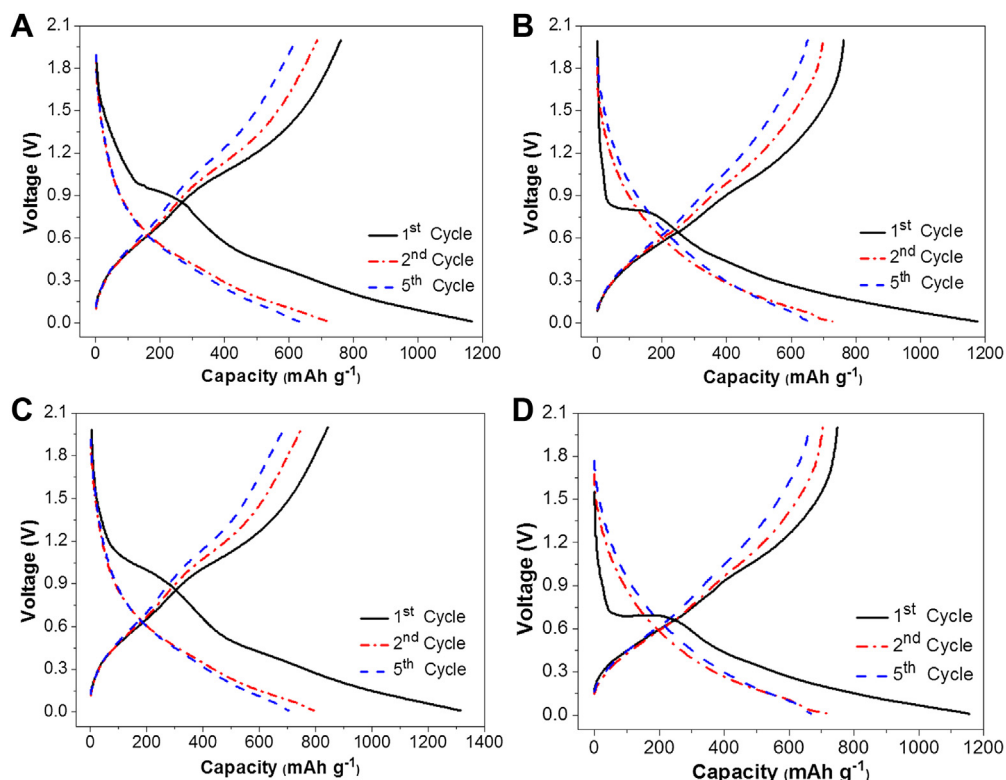 A
2.1
1.8
1.5
1.2
0.9
0.6
0.3
0.0
Voltage (V)
0 200 400 600 800 1000 1200
Capacity (mAh g⁻¹)
1ˢᵗ Cycle
2ⁿᵈ Cycle
5ᵗʰ Cycle
B
2.1
1.8
1.5
1.2
0.9
0.6
0.3
0.0
Voltage (V)
0 200 400 600 800 1000 1200
Capacity (mAh g⁻¹)
1ˢᵗ Cycle
2ⁿᵈ Cycle
5ᵗʰ Cycle
C
2.1
1.8
1.5
1.2
0.9
0.6
0.3
0.0
Voltage (V)
0 200 400 600 800 1000 1200 1400
Capacity (mAh g⁻¹)
1ˢᵗ Cycle
2ⁿᵈ Cycle
5ᵗʰ Cycle
D
2.1
1.8
1.5
1.2
0.9
0.6
0.3
0.0
Voltage (V)
0 200 400 600 800 1000 1200
Capacity (mAh g⁻¹)
1ˢᵗ Cycle
2ⁿᵈ Cycle
5ᵗʰ Cycle